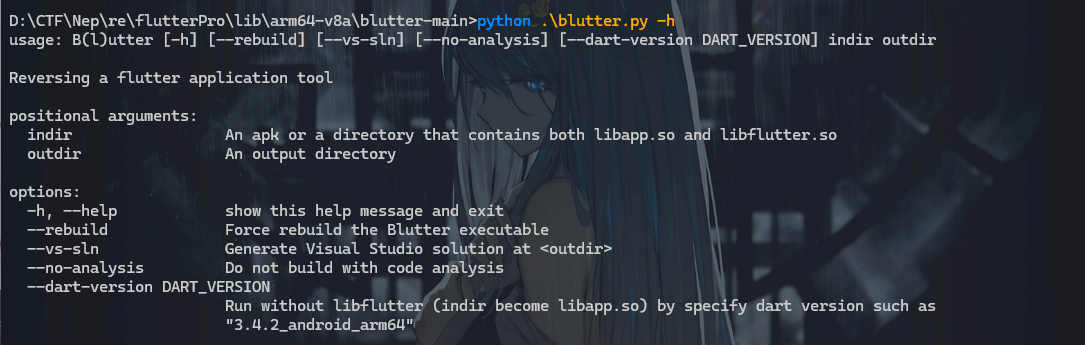 D:\CTF\Nep\re\flutterPro\lib\arm64-v8a\blutter-main>python .\blutter.py -h
usage: B(l)utter [-h] [--rebuild] [--vs-sln] [--no-analysis] [--dart-version DART_VERSION] indir outdir
Reversing a flutter application tool
positional arguments:
indir An apk or a directory that contains both libapp.so and libflutter.so
outdir An output directory
options:
-h, --help show this help message and exit
--rebuild Force rebuild the Blutter executable
--vs-sln Generate Visual Studio solution at <outdir>
--no-analysis Do not build with code analysis
--dart-version DART_VERSION
Run without libflutter (indir become libapp.so) by specify dart version such as
"3.4.2_android_arm64"